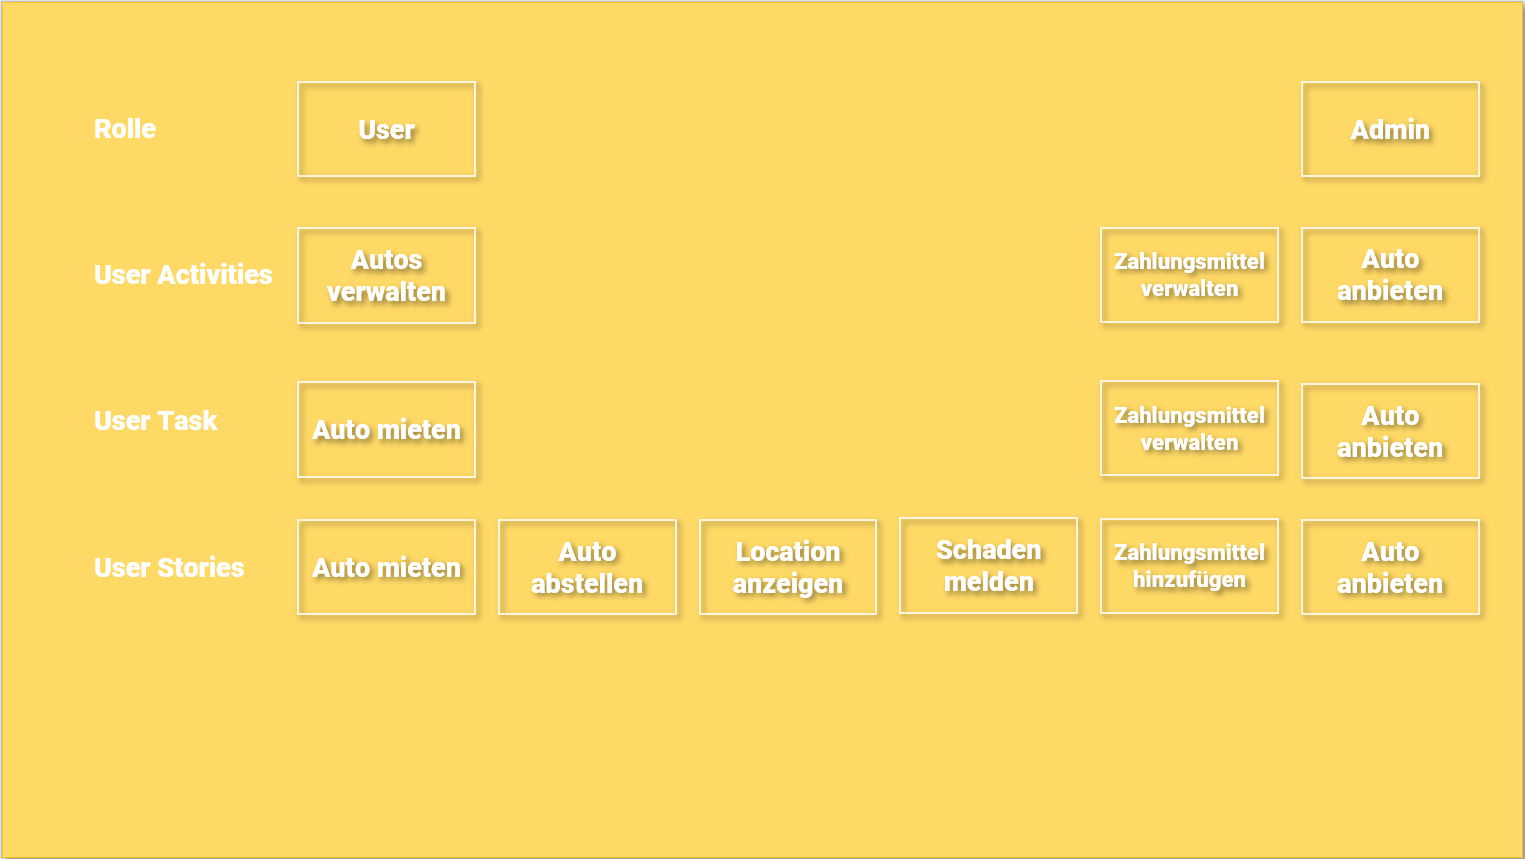 Rolle
User
Admin
User Activities
Autos
verwalten
Zahlungsmittel
verwalten
Auto
anbieten
User Task
Auto mieten
Zahlungsmittel
verwalten
Auto
anbieten
User Stories
Auto mieten
Auto
abstellen
Location
anzeigen
Schaden
melden
Zahlungsmittel
hinzufügen
Auto
anbieten